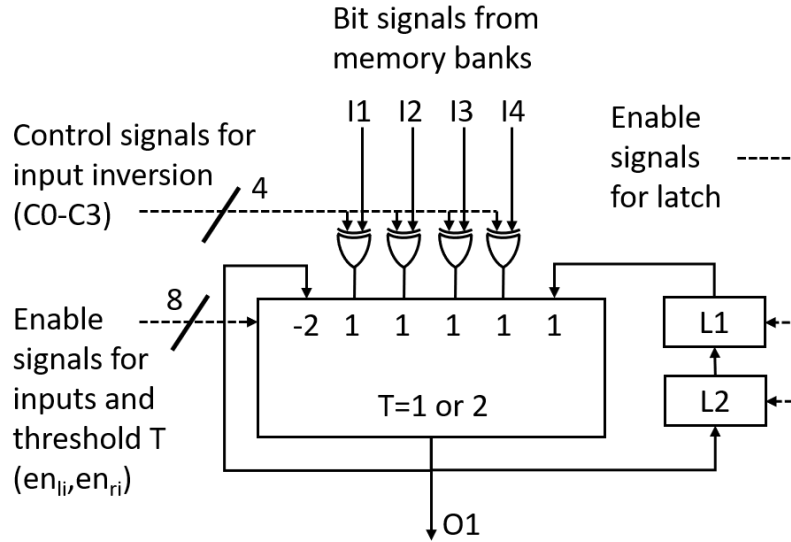 Bit signals from
memory banks
I1 I2 I3 I4
Control signals for
input inversion
(C0-C3)
4
Enable
signals
for latch
8
Enable
signals for
inputs and
threshold T
(enli,enri)
-2 1 1 1 1 1
T=1 or 2
L1
L2
O1